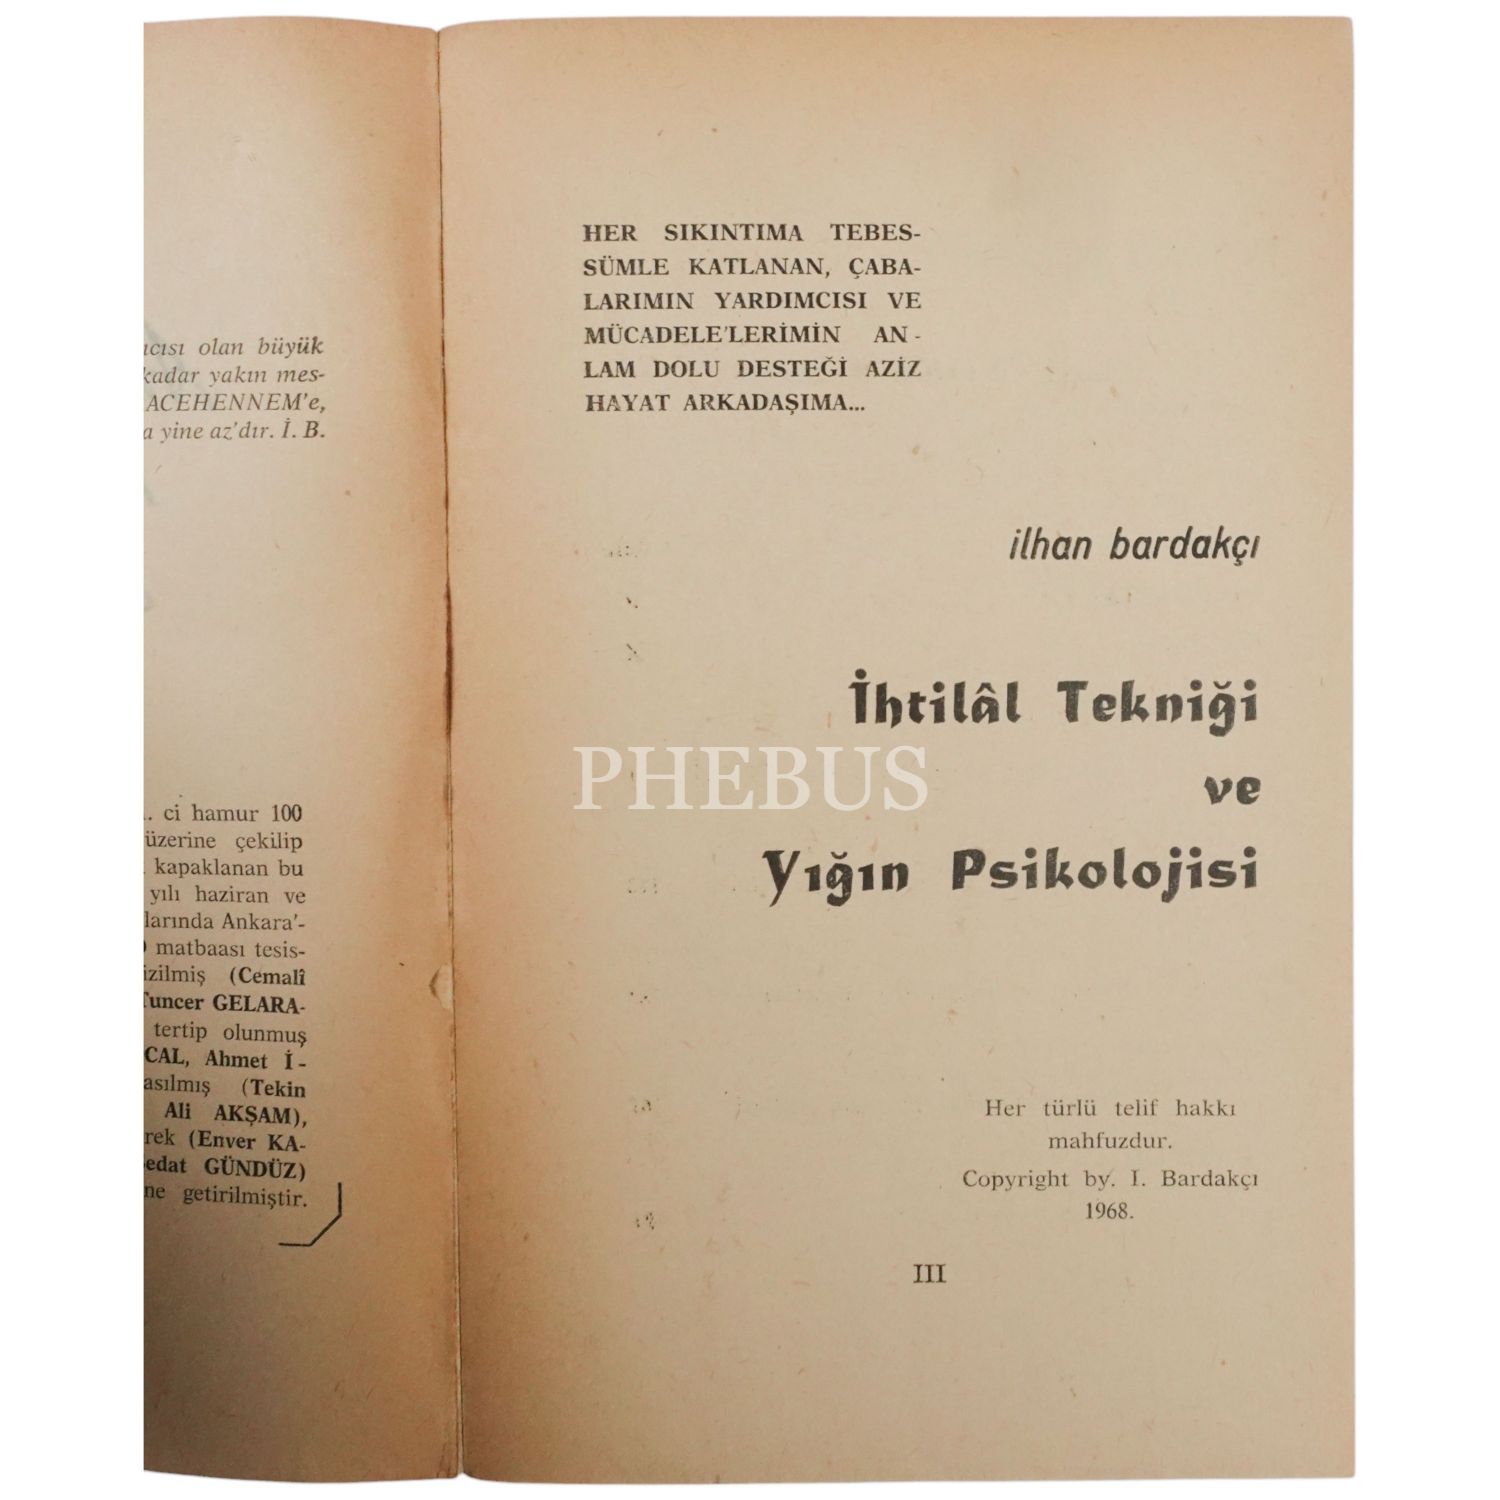 olan büyük
kadar yakın mes-
ACEHENNEM'e,
a yine az'dır. İ. B.
ci hamur 100
üzerine çekilip
kapaklanan bu
yılı haziran ve
larında Ankara'-
matbaası tesis-
izilmiş (Cemalî
Tuncer GELARA-
tertip olunmuş
CAL, Ahmet İ-
asılmış (Tekin
Ali AKŞAM),
rek (Enver KA-
edat GÜNDÜZ)
ne getirilmiştir.
HER SIKINTIMA TEBES-
SÜMLE KATLANAN, ÇABA-
LARIMIN YARDIMCISI VE
MÜCADELE'LERİMİN AN-
LAM DOLU DESTEĞİ AZİZ
HAYAT ARKADAŞIMA...
ilhan bardakçı
İhtilâl Tekniği
ve
Yığın Psikolojisi
PHEBUS
Her türlü telif hakkı
mahfuzdur.
Copyright by. I. Bardakçı
1968.
III